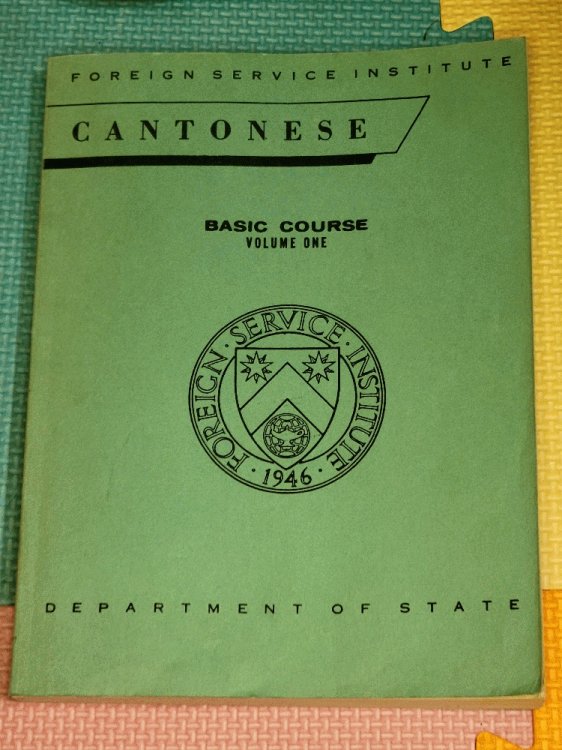 FOREIGN SERVICE INSTITUTE
CANTONESE
BASIC COURSE
VOLUME ONE
FOREIGN · SERVICE · INSTITUTE
· 1946 ·
DEPARTMENT OF STATE